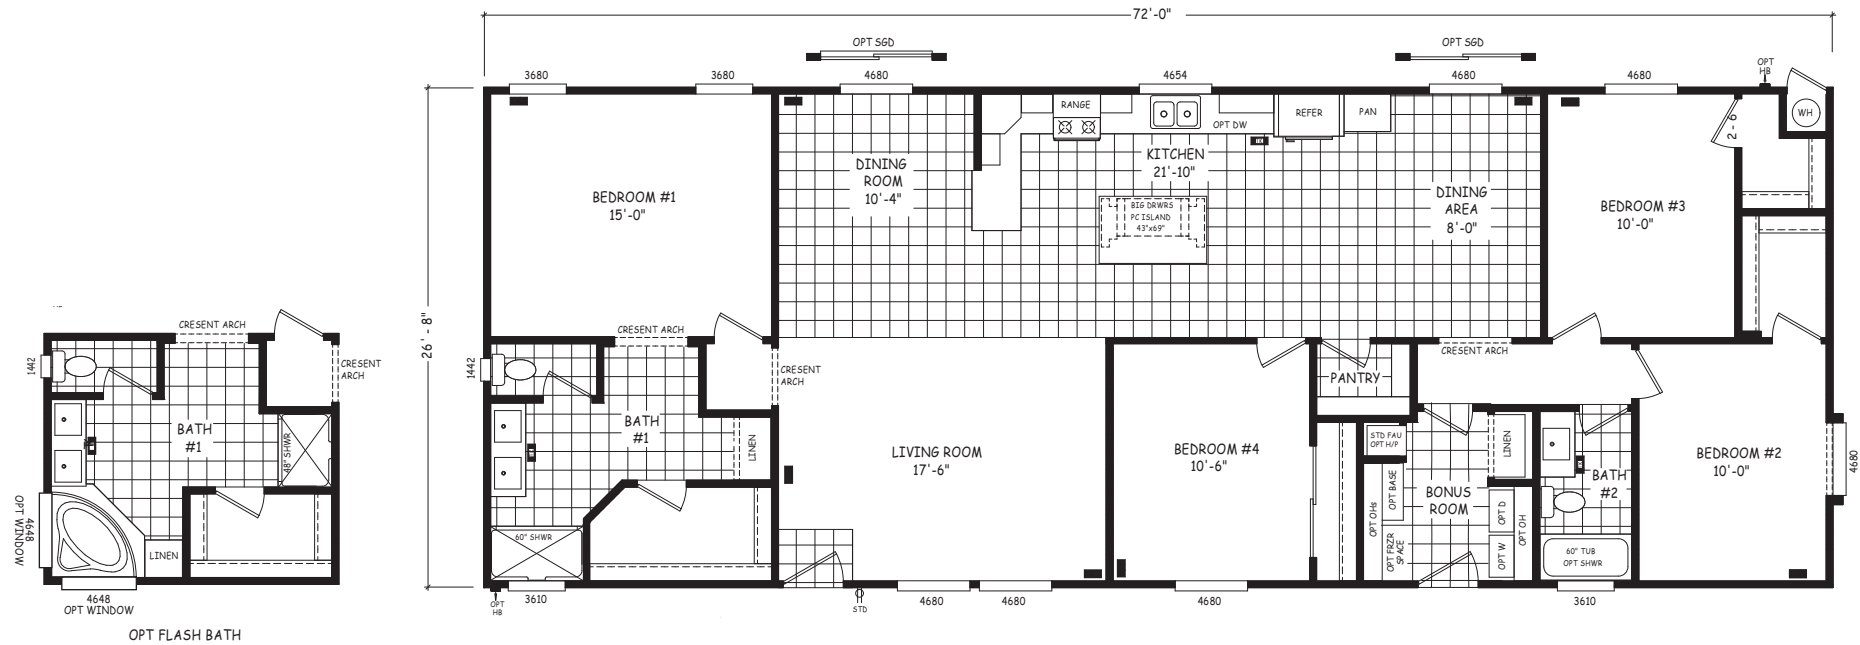 72'-0"
OPT SGD
OPT SGD
3680
3680
4680
4654
4680
4680
OPT
HB
RANGE
OPT DW
REFER
PAN
WH
2-6
DINING
ROOM
10'-4"
KITCHEN
21'-10"
BIG DRWRS
PC ISLAND
43"x69"
DINING
AREA
8'-0"
BEDROOM #1
15'-0"
BEDROOM #3
10'-0"
26' - 8"
CRESENT ARCH
CRESENT ARCH
1442
CRESENT
ARCH
PANTRY
BATH
#1
LINEN
LIVING ROOM
17'-6"
BEDROOM #4
10'-6"
STD FAU
OPT H/P
LINEN
OPT BASE
OPT OHs
OPT FRZR
SPACE
BONUS
ROOM
OPT D
OPT W
OPT OH
BATH
#2
60" TUB
OPT SHWR
BEDROOM #2
10'-0"
4680
60" SHWR
OPT
HB
3610
STD
4680
4680
4680
3610
CRESENT ARCH
CRESENT
ARCH
1442
BATH
#1
48" SHWR
4648
OPT WINDOW
LINEN
4648
OPT WINDOW
OPT FLASH BATH